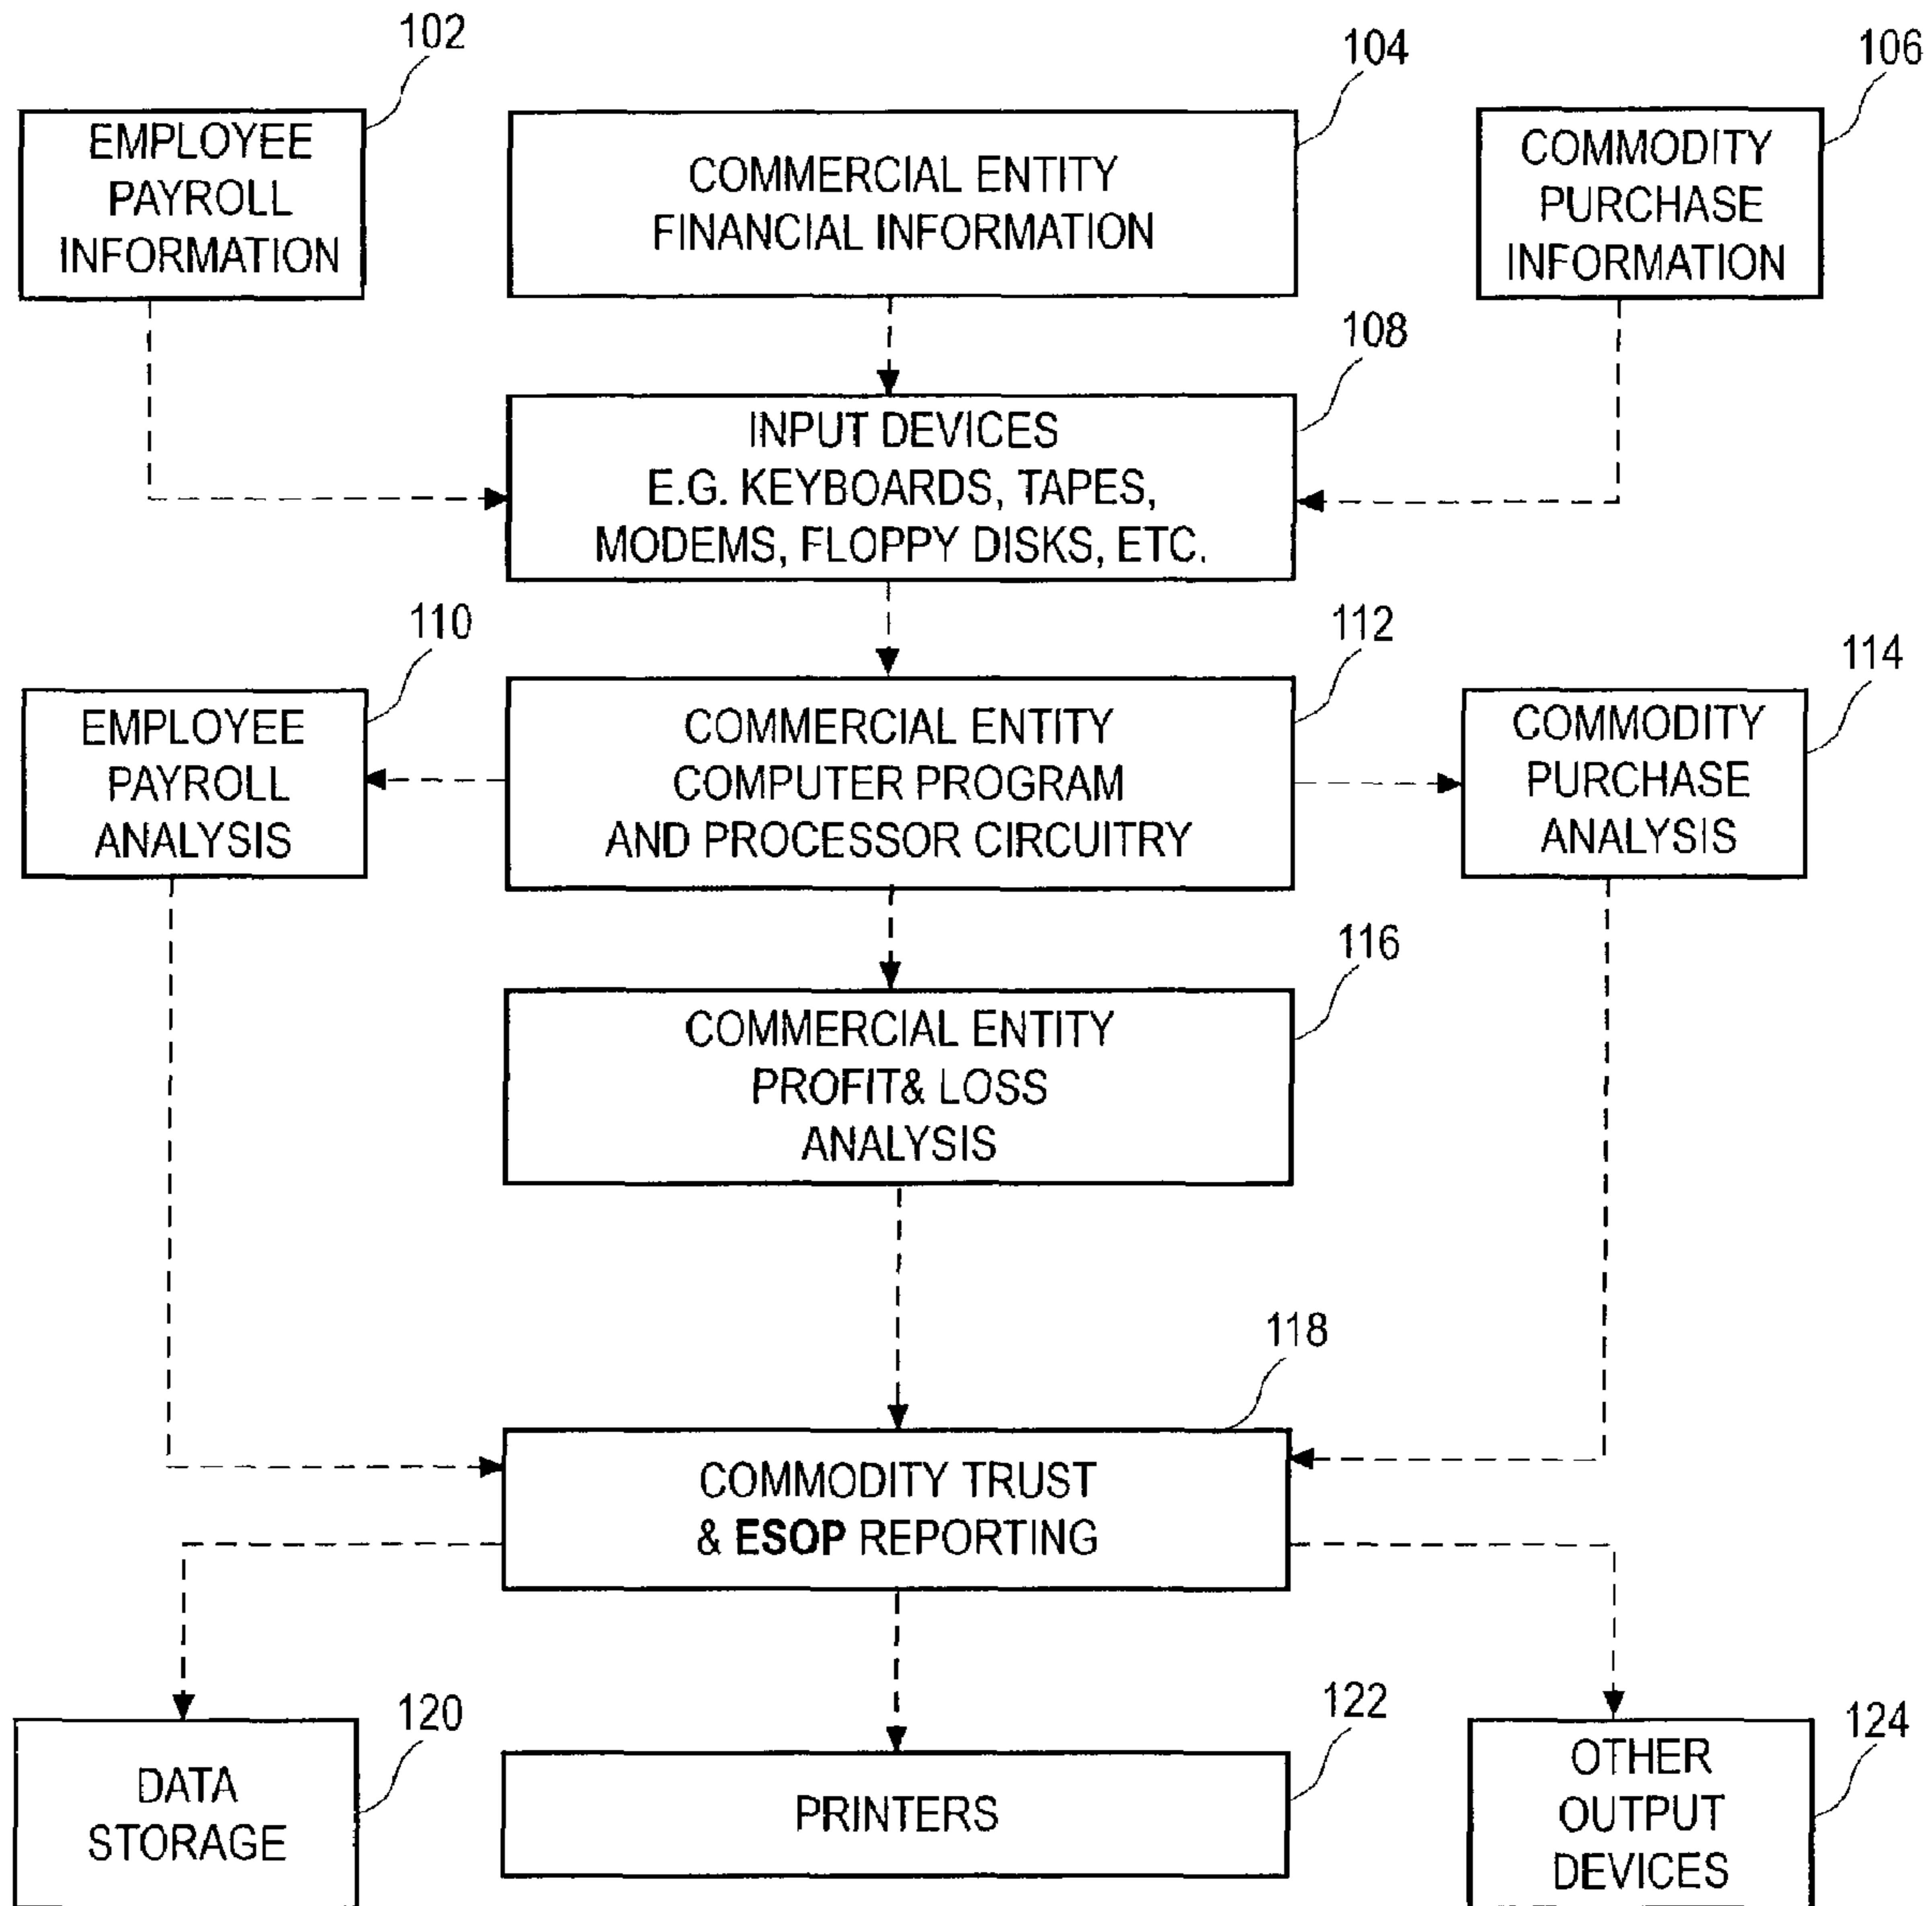 102
104
106
EMPLOYEE
PAYROLL
INFORMATION
COMMERCIAL ENTITY
FINANCIAL INFORMATION
COMMODITY
PURCHASE
INFORMATION
108
INPUT DEVICES
E.G. KEYBOARDS, TAPES,
MODEMS, FLOPPY DISKS, ETC.
110
112
114
EMPLOYEE
PAYROLL
ANALYSIS
COMMERCIAL ENTITY
COMPUTER PROGRAM
AND PROCESSOR CIRCUITRY
COMMODITY
PURCHASE
ANALYSIS
116
COMMERCIAL ENTITY
PROFIT& LOSS
ANALYSIS
118
COMMODITY TRUST
& ESOP REPORTING
120
122
124
DATA
STORAGE
PRINTERS
OTHER
OUTPUT
DEVICES